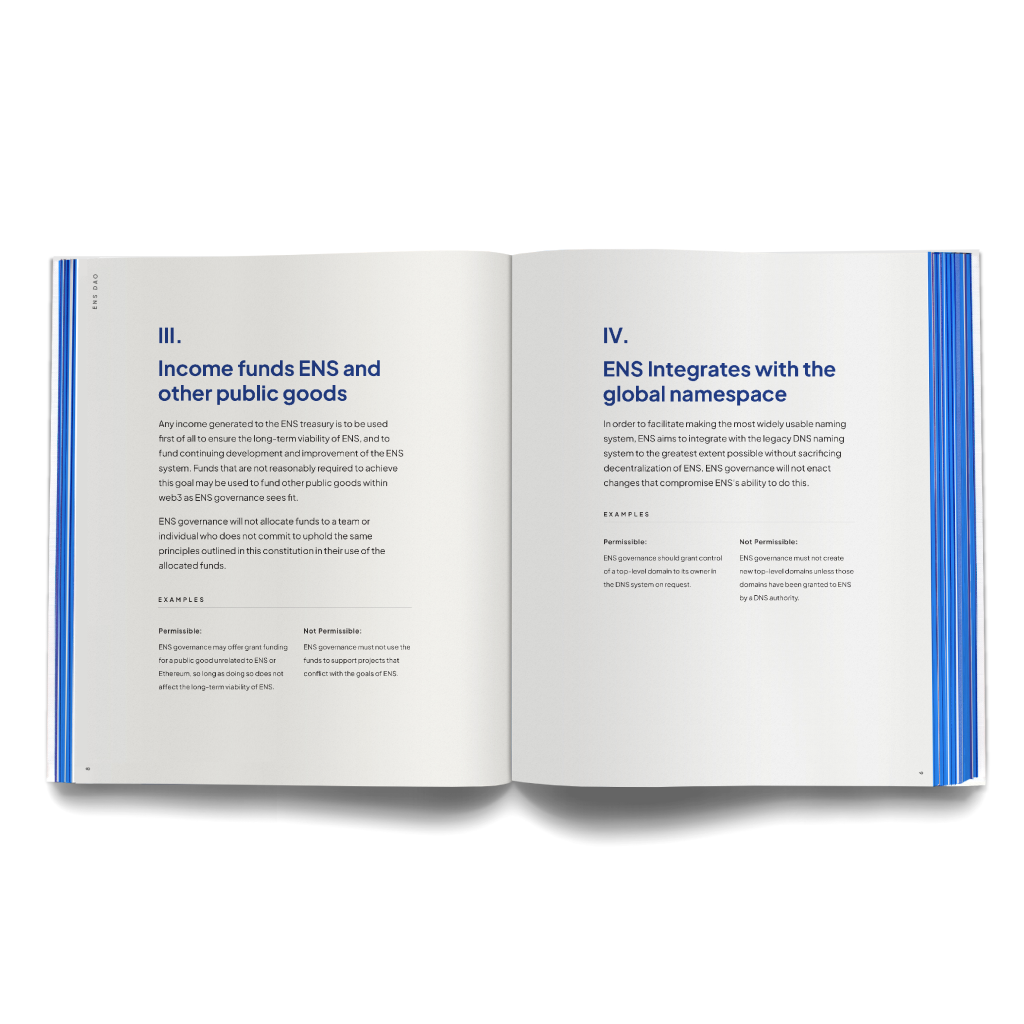 ENS DAO
III.
Income funds ENS and
other public goods
Any income generated to the ENS treasury is to be used
first of all to ensure the long-term viability of ENS, and to
fund continuing development and improvement of the ENS
system. Funds that are not reasonably required to achieve
this goal may be used to fund other public goods within
web3 as ENS governance sees fit.
ENS governance will not allocate funds to a team or
individual who does not commit to uphold the same
principles outlined in this constitution in their use of the
allocated funds.
EXAMPLES
Permissible:
ENS governance may offer grant funding
for a public good unrelated to ENS or
Ethereum, so long as doing so does not
affect the long-term viability of ENS.
Not Permissible:
ENS governance must not use the
funds to support projects that
conflict with the goals of ENS.
IV.
ENS Integrates with the
global namespace
In order to facilitate making the most widely usable naming
system, ENS aims to integrate with the legacy DNS naming
system to the greatest extent possible without sacrificing
decentralization of ENS. ENS governance will not enact
changes that compromise ENS's ability to do this.
EXAMPLES
Permissible:
ENS governance should grant control
of a top-level domain to its owner in
the DNS system on request.
Not Permissible:
ENS governance must not create
new top-level domains unless those
domains have been granted to ENS
by a DNS authority.